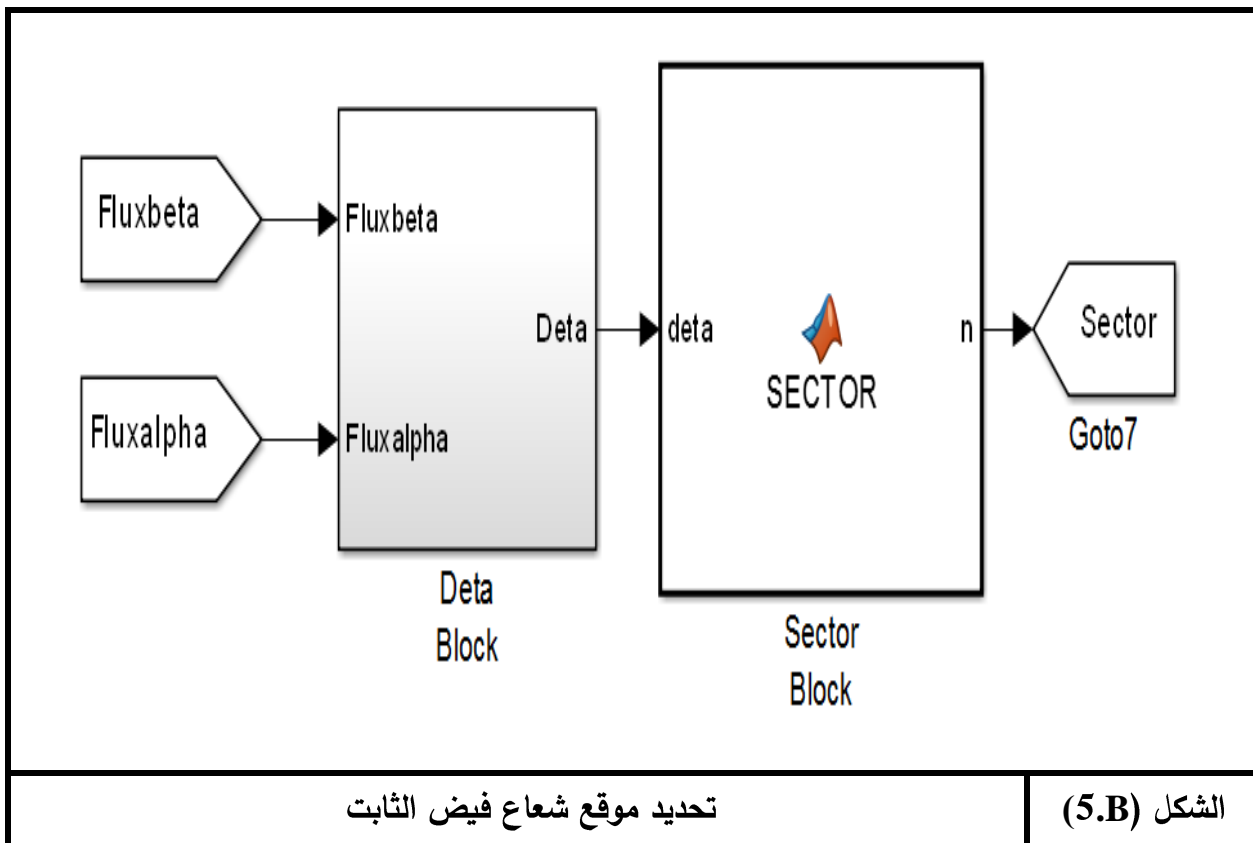 Fluxbeta
Fluxalpha
Fluxbeta
Fluxalpha
Deta
Deta
Block
deta
SECTOR
n
Sector
Block
Sector
Goto7
الشكل (5.B)
تحديد موقع شعاع فيض الثابت